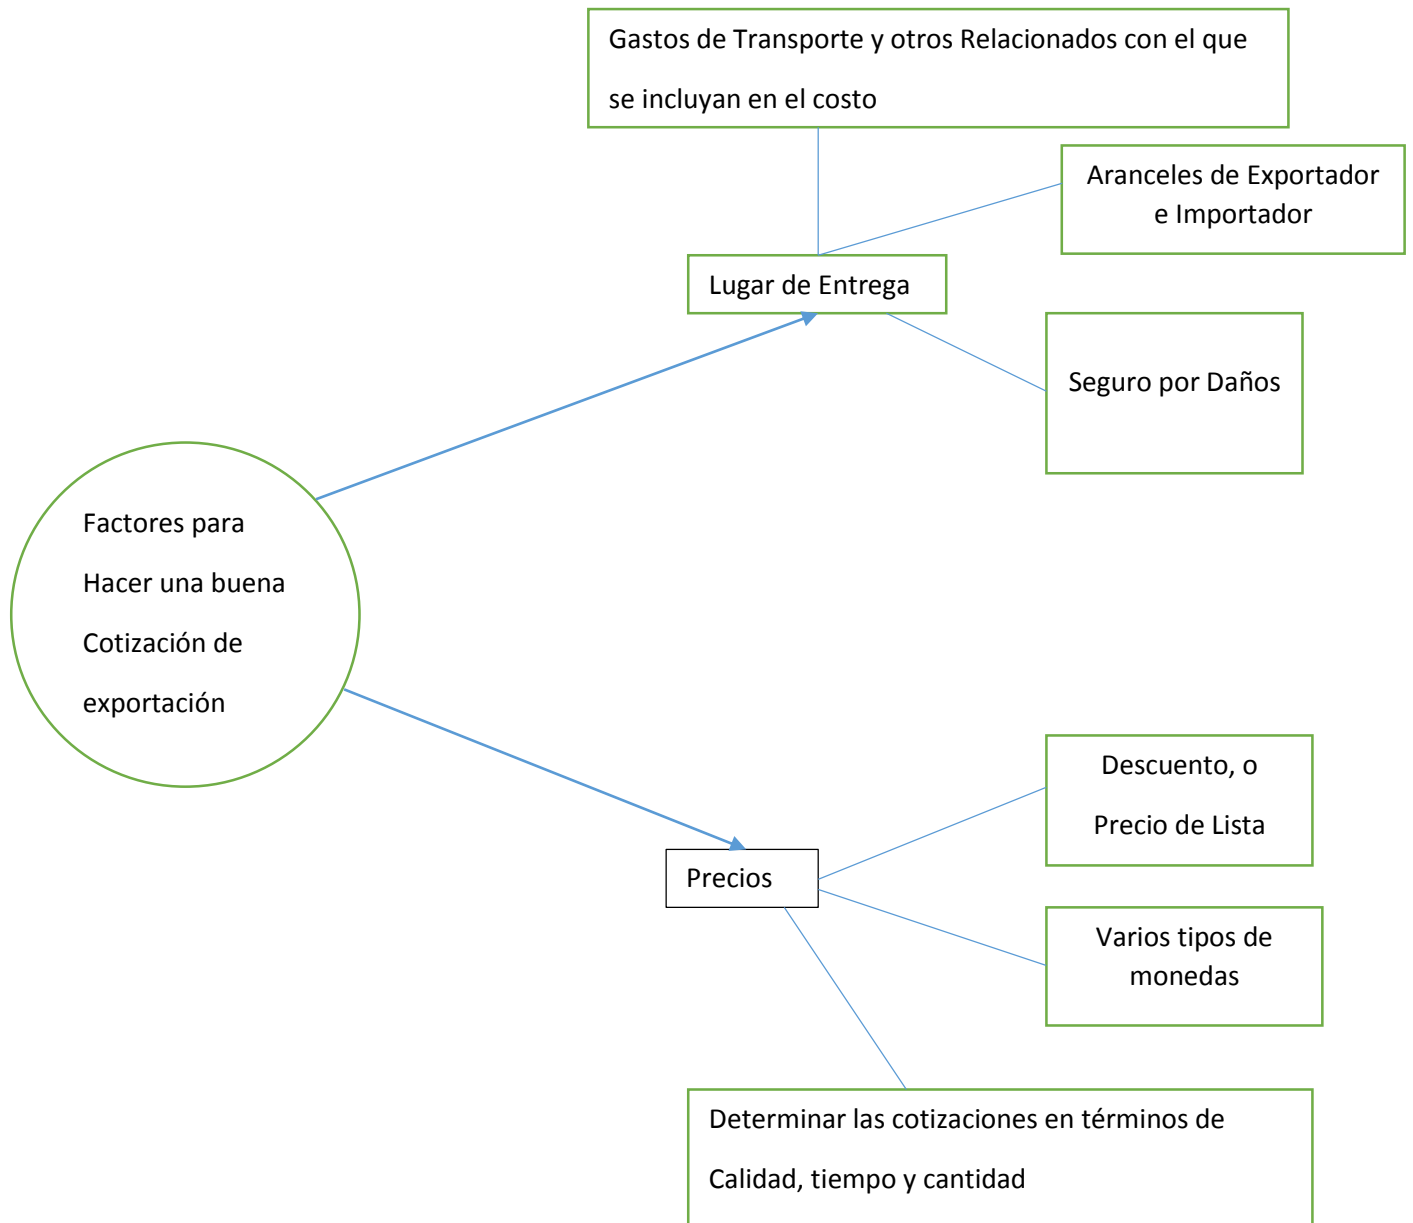 Gastos de Transporte y otros Relacionados con el que
se incluyan en el costo
Aranceles de Exportador
e Importador
Lugar de Entrega
Seguro por Daños
Factores para
Hacer una buena
Cotización de
exportación
Descuento, o
Precio de Lista
Precios
Varios tipos de
monedas
Determinar las cotizaciones en términos de
Calidad, tiempo y cantidad